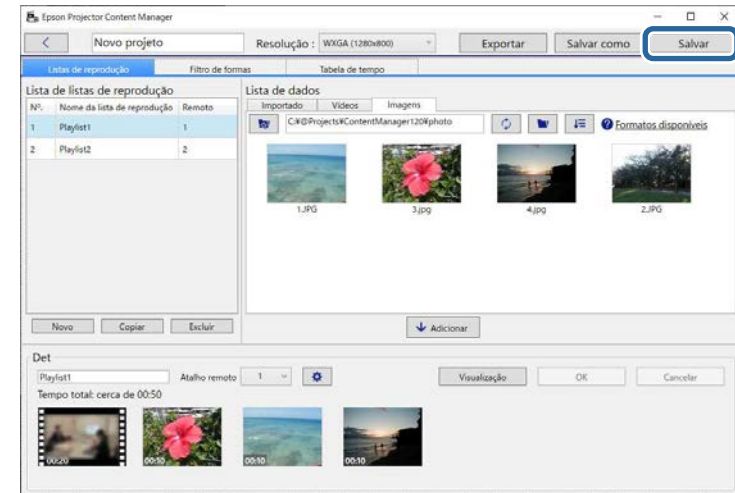 Epson Projector Content Manager
Novo projeto Resolução : WXGA (1280x800) Exportar Salvar como Salvar
Listas de reprodução Filtro de formas Tabela de tempo
Lista de listas de reprodução Lista de dados
Nº. Nome da lista de reprodução Remoto Importado Vídeos Imagens
C:¥@Projects¥ContentManager120¥photo Formatos disponíveis
1 Playlist1 1
2 Playlist2 2
1.JPG 3.jpg 4.jpg 2.JPG
Novo Copiar Excluir Adicionar
Det
Playlist1 Atalho remoto 1 Visualização OK Cancelar
Tempo total: cerca de 00:50
00:20 00:10 00:10 00:10